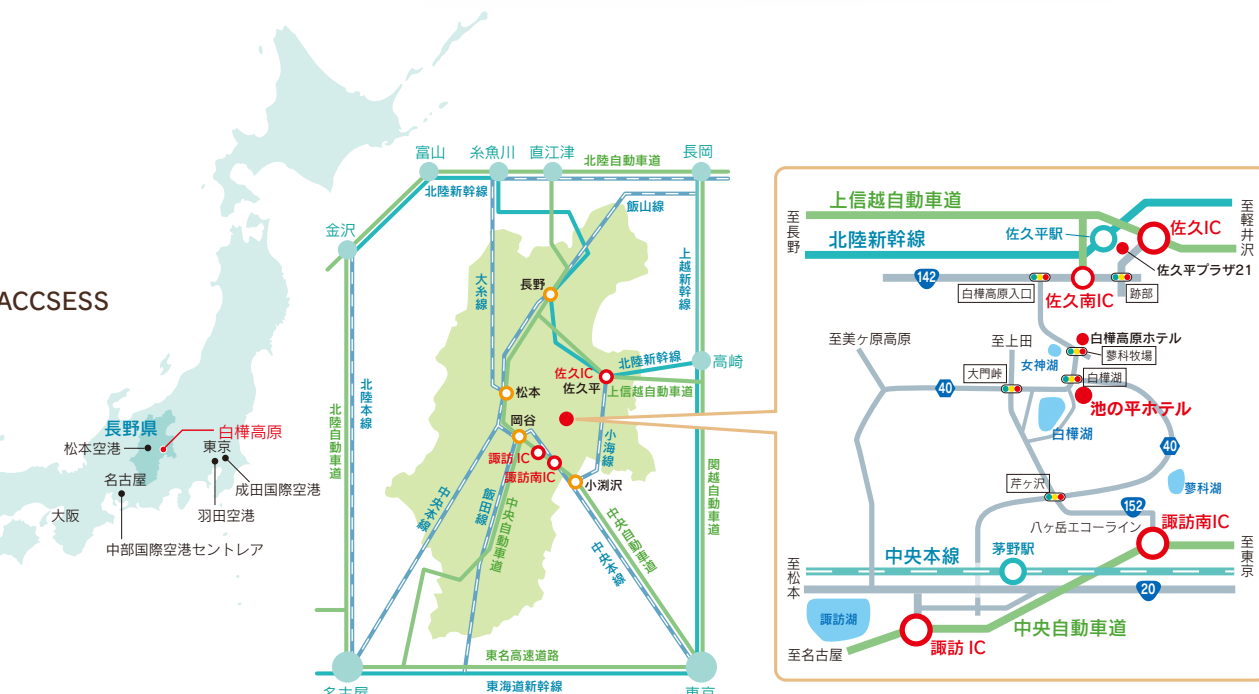 ACCSESS
長野県
白樺高原
松本空港
東京
名古屋
成田国際空港
大阪
羽田空港
中部国際空港セントレア
富山
糸魚川
直江津
北陸自動車道
長岡
北陸新幹線
飯山線
金沢
大糸線
上越新幹線
長野
北陸新幹線
高崎
佐久IC
佐久平
上信越自動車道
北陸本線
北陸自動車道
松本
岡谷
小海線
諏訪 IC
諏訪南IC
小渕沢
関越自動車道
中央本線
飯田線
中央自動車道
中央自動車道
中央本線
東名高速道路
東海道新幹線
名古屋
東京
至長野
上信越自動車道
北陸新幹線
佐久平駅
佐久IC
至軽井沢
佐久平プラザ21
142
白樺高原入口
佐久南IC
跡部
至美ヶ原高原
至上田
白樺高原ホテル
女神湖
蓼科牧場
大門峠
白樺湖
40
池の平ホテル
白樺湖
40
芹ヶ沢
蓼科湖
152
八ヶ岳エコーライン
諏訪南IC
中央本線
茅野駅
至東京
至松本
20
諏訪湖
中央自動車道
諏訪 IC
至名古屋